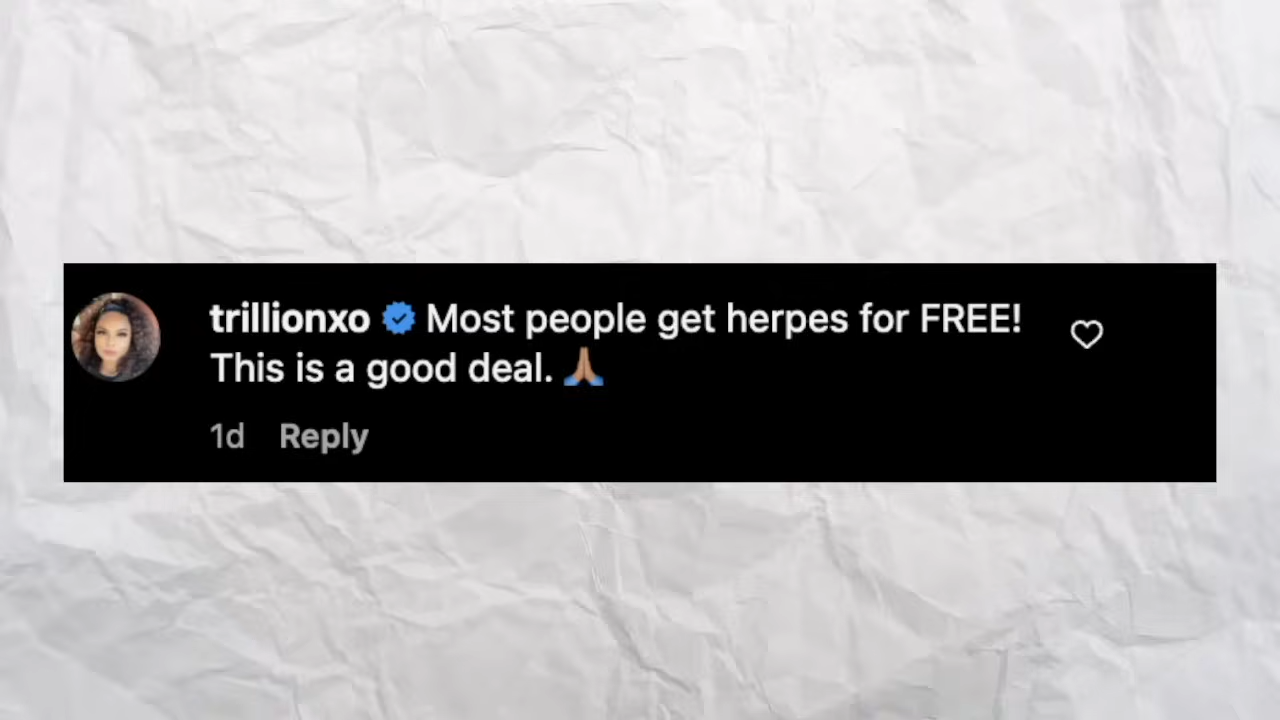 trillionxo Most people get herpes for FREE!
This is a good deal. 🙏🏽
1d Reply